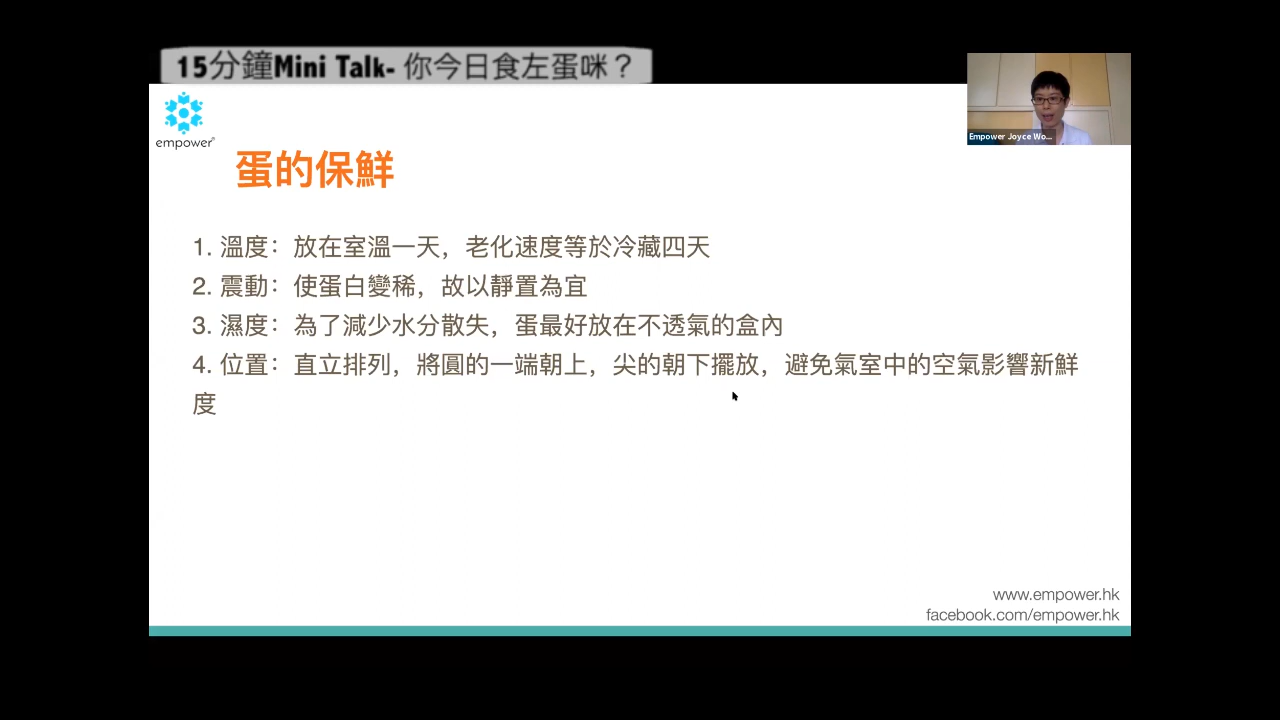 15分鐘Mini Talk- 你今日食左蛋咪？
empower
Empower Joyce Wo...
蛋的保鮮
1. 溫度：放在室溫一天，老化速度等於冷藏四天
2. 震動：使蛋白變稀，故以靜置為宜
3. 濕度：為了減少水分散失，蛋最好放在不透氣的盒內
4. 位置：直立排列，將圓的一端朝上，尖的朝下擺放，避免氣室中的空氣影響新鮮
度
www.empower.hk
facebook.com/empower.hk